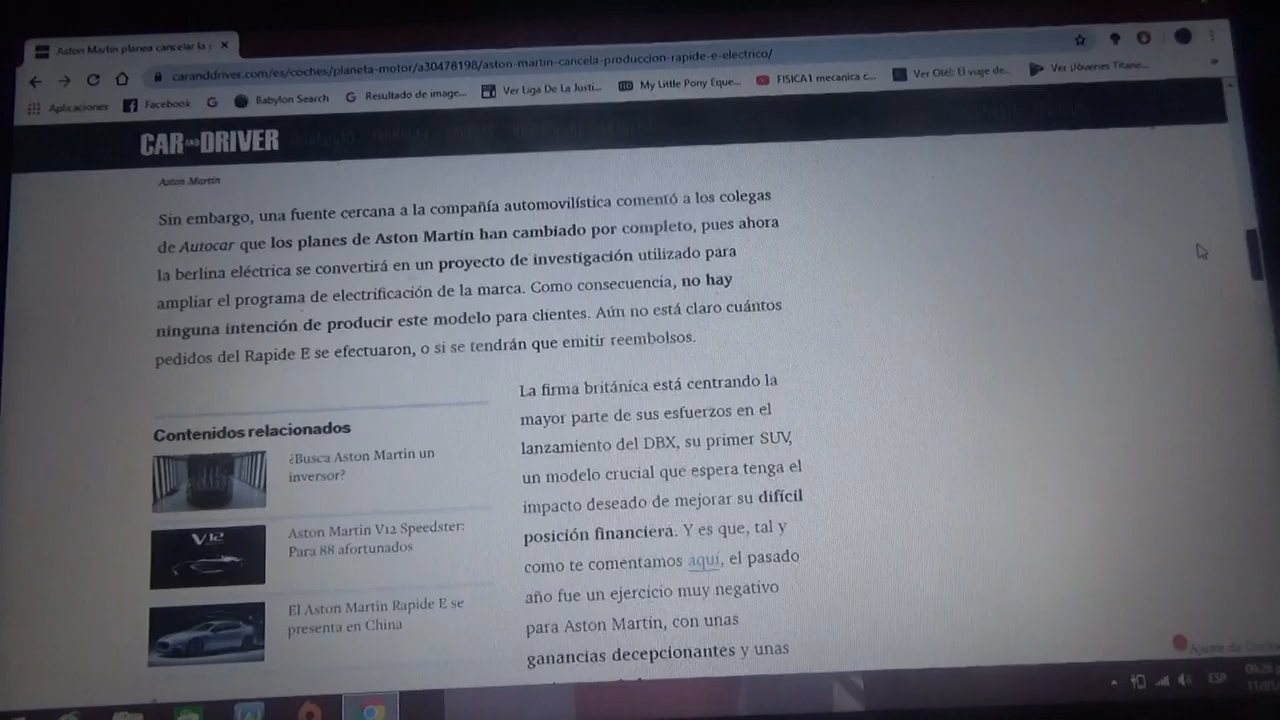 Aston Martin planea cancelar la
caranddriver.com/es/coches/planeta-motor/a30478198/aston-martin-cancela-produccion-rapide-e-electrico/
Aplicaciones
Facebook
Babylon Search
Resultado de image...
Ver Liga De La Justi...
My Little Pony Eque...
FISICA1 mecanica c...
Ver Olé!: El viaje de...
Ver ¡Jóvenes Titane...
CAR AND DRIVER
Aston Martin
Sin embargo, una fuente cercana a la compañía automovilística comentó a los colegas
de Autocar que los planes de Aston Martin han cambiado por completo, pues ahora
la berlina eléctrica se convertirá en un proyecto de investigación utilizado para
ampliar el programa de electrificación de la marca. Como consecuencia, no hay
ninguna intención de producir este modelo para clientes. Aún no está claro cuántos
pedidos del Rapide E se efectuaron, o si se tendrán que emitir reembolsos.
Contenidos relacionados
¿Busca Aston Martin un
inversor?
V12
Aston Martin V12 Speedster:
Para 88 afortunados
El Aston Martin Rapide E se
presenta en China
La firma británica está centrando la
mayor parte de sus esfuerzos en el
lanzamiento del DBX, su primer SUV,
un modelo crucial que espera tenga el
impacto deseado de mejorar su difícil
posición financiera. Y es que, tal y
como te comentamos aquí, el pasado
año fue un ejercicio muy negativo
para Aston Martin, con unas
ganancias decepcionantes y unas
Ajuste de
ESP